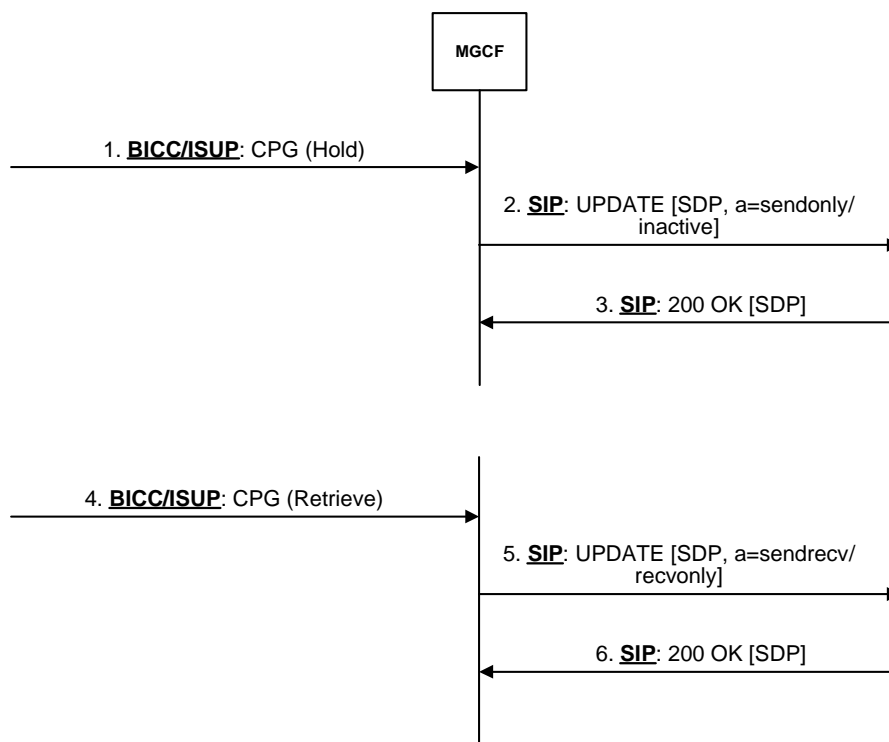 MGCF
1. BICC/ISUP: CPG (Hold)
2. SIP: UPDATE [SDP, a=sendonly/
inactive]
3. SIP: 200 OK [SDP]
4. BICC/ISUP: CPG (Retrieve)
5. SIP: UPDATE [SDP, a=sendrecv/
recvonly]
6. SIP: 200 OK [SDP]